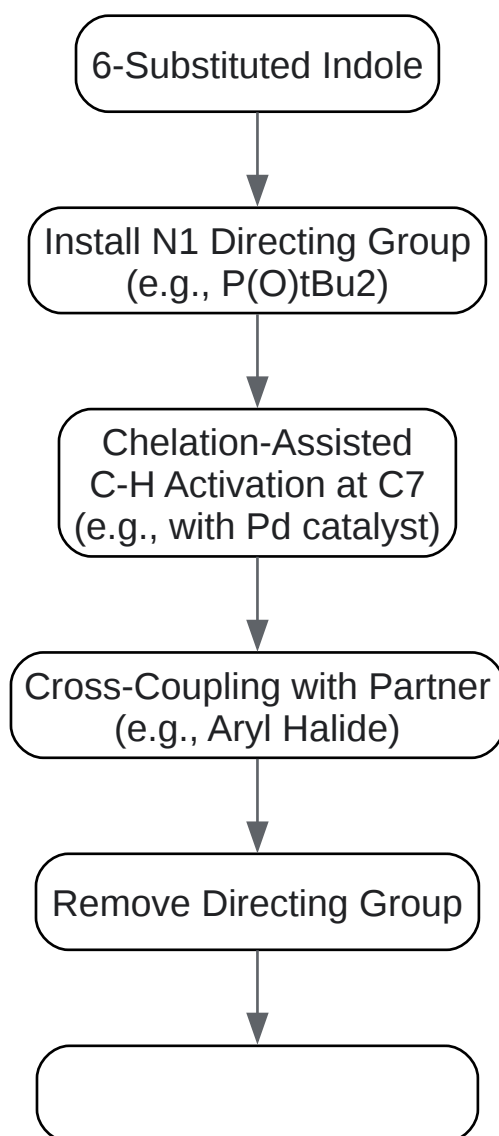 6-Substituted Indole
Install N1 Directing Group
(e.g., P(O)tBu2)
Chelation-Assisted
C-H Activation at C7
(e.g., with Pd catalyst)
Cross-Coupling with Partner
(e.g., Aryl Halide)
Remove Directing Group